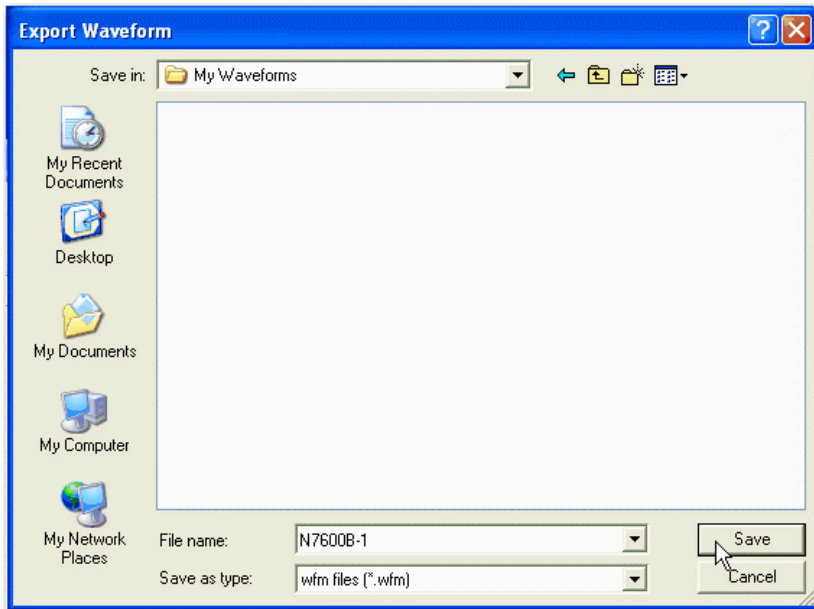 Export Waveform
?
Save in:
My Waveforms
My Recent
Documents
Desktop
My Documents
My Computer
My Network
Places
File name:
N7600B-1
Save
Save as type:
wfm files (*.wfm)
Cancel